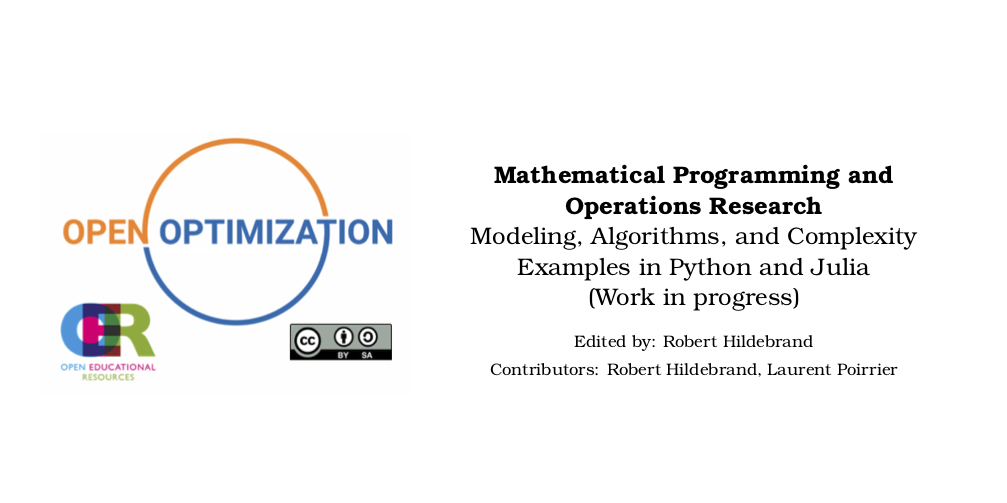 OPEN OPTIMIZATION
OER
OPEN EDUCATIONAL
RESOURCES
cc
BY SA
Mathematical Programming and
Operations Research
Modeling, Algorithms, and Complexity
Examples in Python and Julia
(Work in progress)
Edited by: Robert Hildebrand
Contributors: Robert Hildebrand, Laurent Poirrier